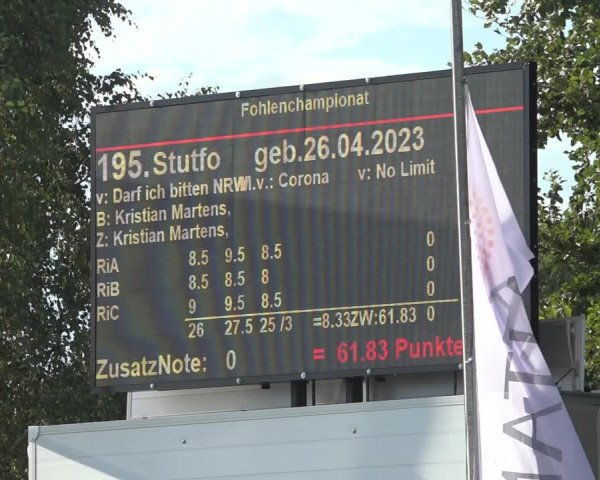 Fohlenchampionat
195. Stutfo geb.26.04.2023
v: Darf ich bitten NRW/I.v.: Corona v: No Limit
B: Kristian Martens,
Z: Kristian Martens,
RiA 8.5 9.5 8.5 0
RiB 8.5 8.5 8 0
RiC 9 9.5 8.5 0
26 27.5 25 /3 =8.33ZW:61.83 0
ZusatzNote: 0 = 61.83 Punkte